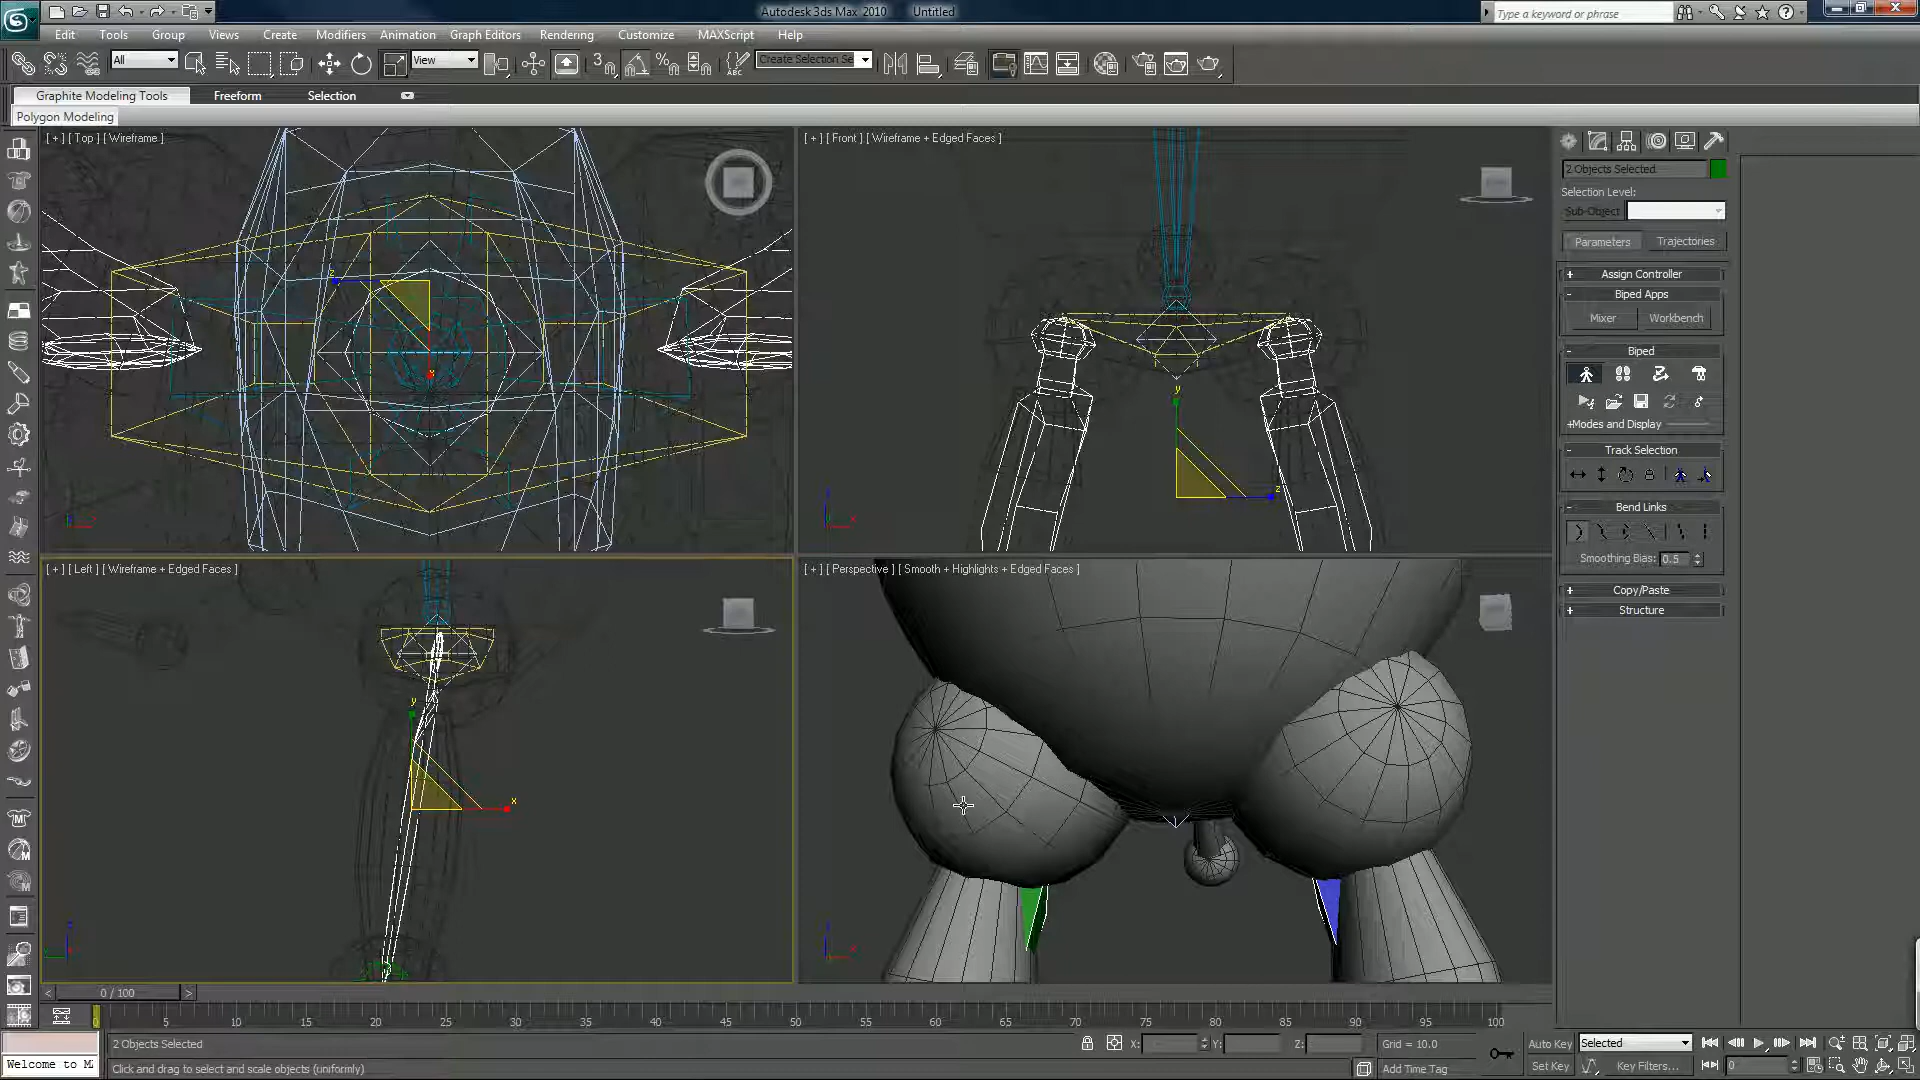 Autodesk 3ds Max 2010 Untitled
Type a keyword or phrase
Edit Tools Group Views Create Modifiers Animation Graph Editors Rendering Customize MAXScript Help
All View 3 Create Selection Se
Graphite Modeling Tools Freeform Selection
Polygon Modeling
[ + ] [ Top ] [ Wireframe ]
[ + ] [ Front ] [ Wireframe + Edged Faces ]
[ + ] [ Left ] [ Wireframe + Edged Faces ]
[ + ] [ Perspective ] [ Smooth + Highlights + Edged Faces ]
2 Objects Selected
Selection Level:
Sub-Object
Parameters Trajectories
+ Assign Controller
- Biped Apps
Mixer Workbench
- Biped
+Modes and Display
- Track Selection
- Bend Links
Smoothing Bias: 0.5
+ Copy/Paste
+ Structure
z
y
z
y
x
< 0 / 100 >
0 5 10 15 20 25 30 35 40 45 50 55 60 65 70 75 80 85 90 95 100
2 Objects Selected X: Y: Z: Grid = 10.0 Auto Key Selected
Welcome to M Click and drag to select and scale objects (uniformly) Add Time Tag Set Key Key Filters... 0